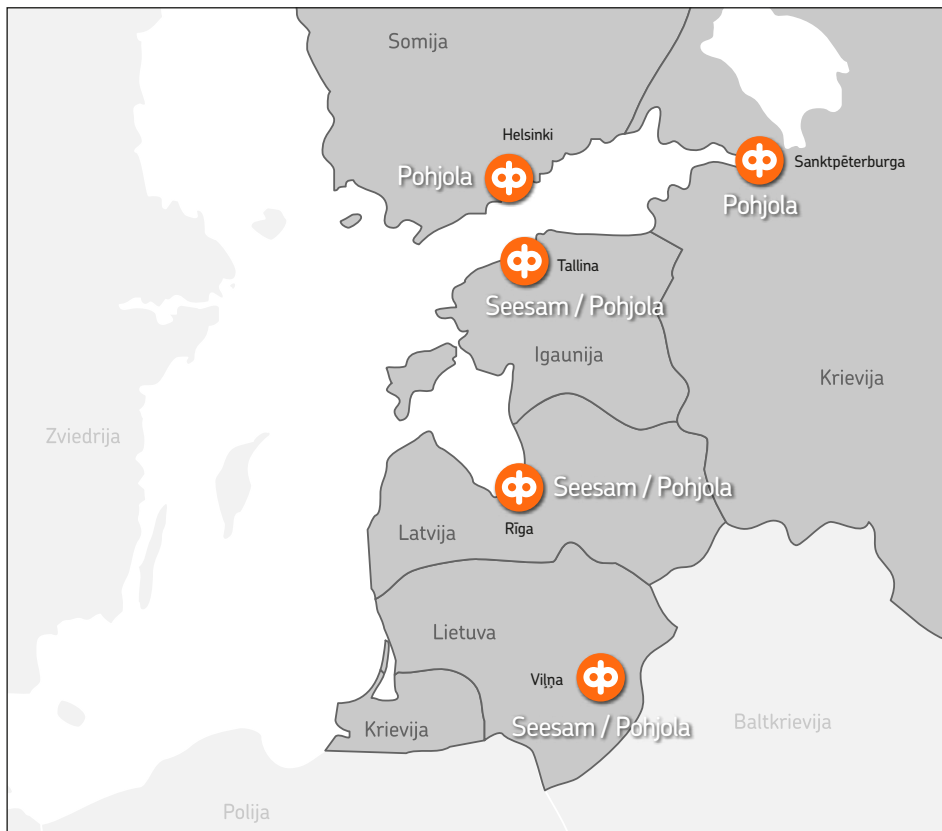 Somija
Helsinki
Pohjola
Sanktpēterburga
Pohjola
Tallina
Seesam / Pohjola
Igaunija
Krievija
Zviedrija
Seesam / Pohjola
Rīga
Latvija
Lietuva
Viļņa
Seesam / Pohjola
Krievija
Baltkrievija
Polija